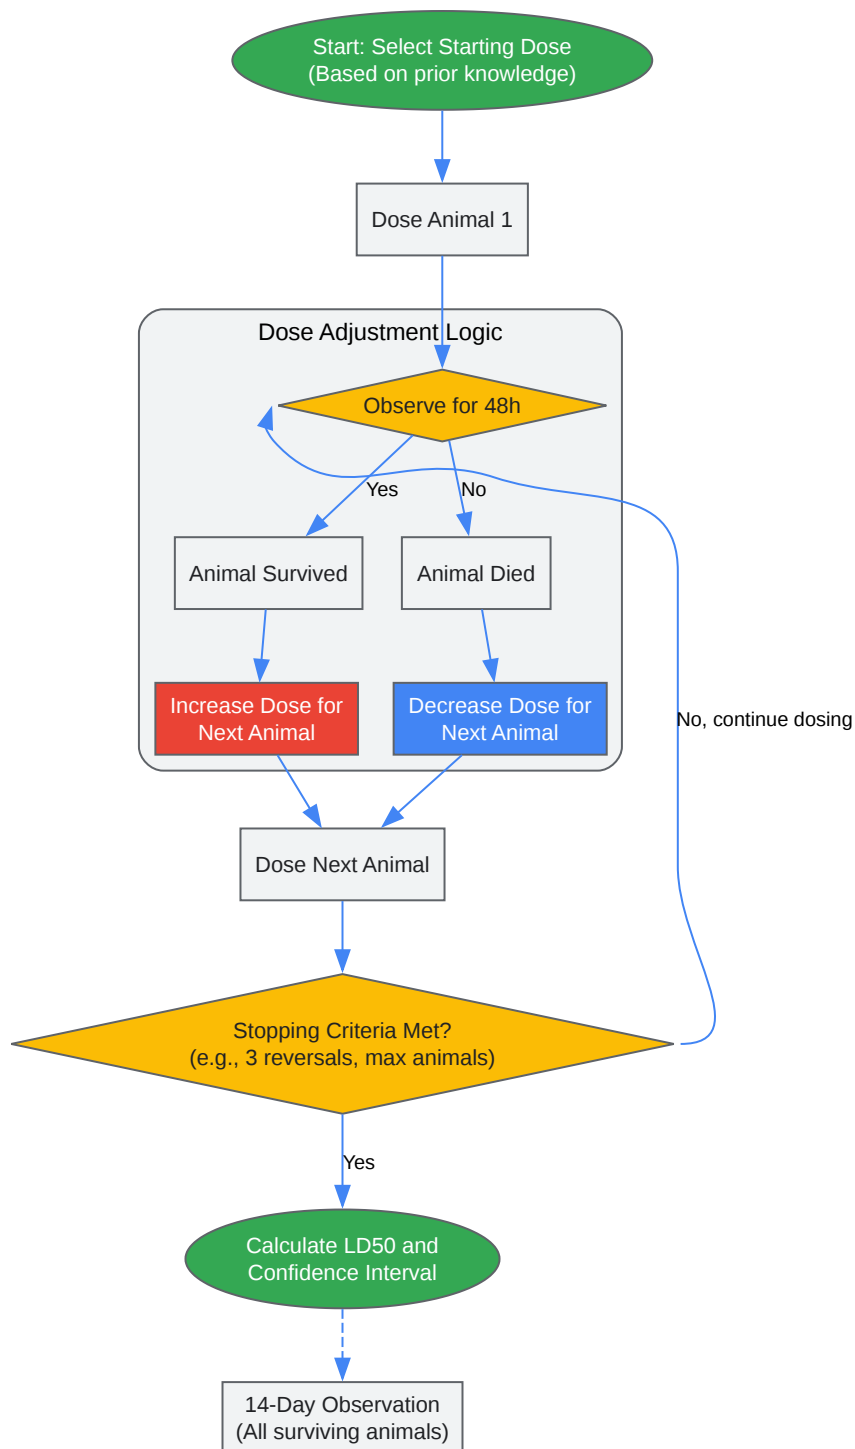 Start: Select Starting Dose
(Based on prior knowledge)
Dose Animal 1
Dose Adjustment Logic
Observe for 48h
Yes
No
Animal Survived
Animal Died
Increase Dose for
Next Animal
Decrease Dose for
Next Animal
No, continue dosing
Dose Next Animal
Stopping Criteria Met?
(e.g., 3 reversals, max animals)
Yes
Calculate LD50 and
Confidence Interval
14-Day Observation
(All surviving animals)